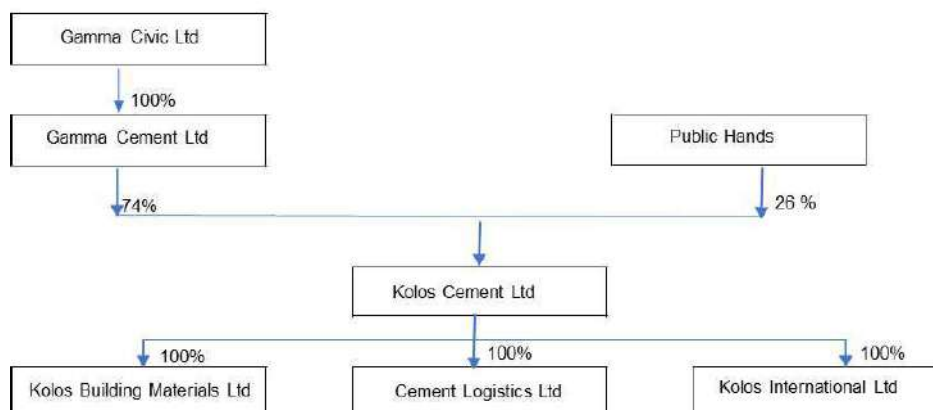 Gamma Civic Ltd
100%
Gamma Cement Ltd
Public Hands
74%
26 %
Kolos Cement Ltd
100%
100%
100%
Kolos Building Materials Ltd
Cement Logistics Ltd
Kolos International Ltd